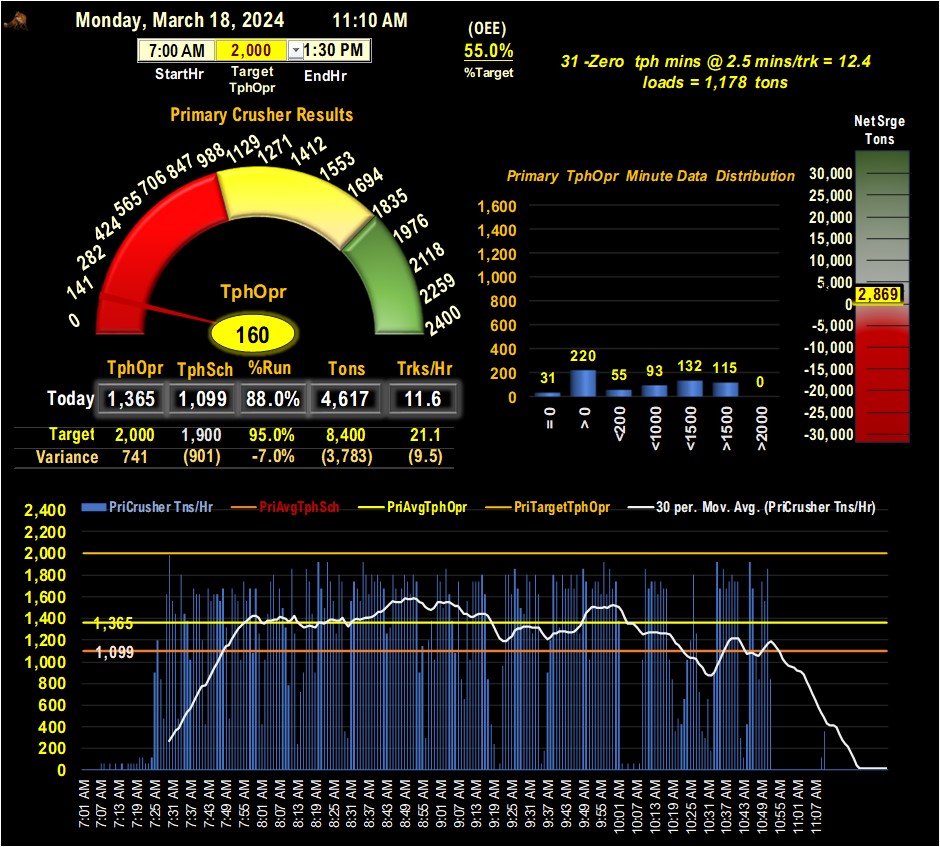 Monday, March 18, 2024 11:10 AM
7:00 AM 2,000 1:30 PM
StartHr Target TphOpr EndHr
(OEE)
55.0%
%Target
31 -Zero tph mins @ 2.5 mins/trk = 12.4
loads = 1,178 tons
Primary Crusher Results
0 141 282 424 565 706 847 988 1129 1271 1412 1553 1694 1835 1976 2118 2259 2400
TphOpr
160
TphOpr TphSch %Run Tons Trks/Hr
Today 1,365 1,099 88.0% 4,617 11.6
Target 2,000 1,900 95.0% 8,400 21.1
Variance 741 (901) -7.0% (3,783) (9.5)
Primary TphOpr Minute Data Distribution
1,600
1,400
1,200
1,000
800
600
400
200
0
31 220 55 93 132 115 0
= 0 > 0 <200 <1000 <1500 >1500 >2000
NetSrge
Tons
30,000
25,000
20,000
15,000
10,000
5,000
2,869
0
-5,000
-10,000
-15,000
-20,000
-25,000
-30,000
PriCrusher Tns/Hr PriAvgTphSch PriAvgTphOpr PriTargetTphOpr 30 per. Mov. Avg. (PriCrusher Tns/Hr)
2,400
2,200
2,000
1,800
1,600
1,400
1,365
1,200
1,099
1,000
800
600
400
200
0
7:01 AM 7:07 AM 7:13 AM 7:19 AM 7:25 AM 7:31 AM 7:37 AM 7:43 AM 7:49 AM 7:55 AM 8:01 AM 8:07 AM 8:13 AM 8:19 AM 8:25 AM 8:31 AM 8:37 AM 8:43 AM 8:49 AM 8:55 AM 9:01 AM 9:07 AM 9:13 AM 9:19 AM 9:25 AM 9:31 AM 9:37 AM 9:43 AM 9:49 AM 9:55 AM 10:01 AM 10:07 AM 10:13 AM 10:19 AM 10:25 AM 10:31 AM 10:37 AM 10:43 AM 10:49 AM 11:01 AM 11:07 AM